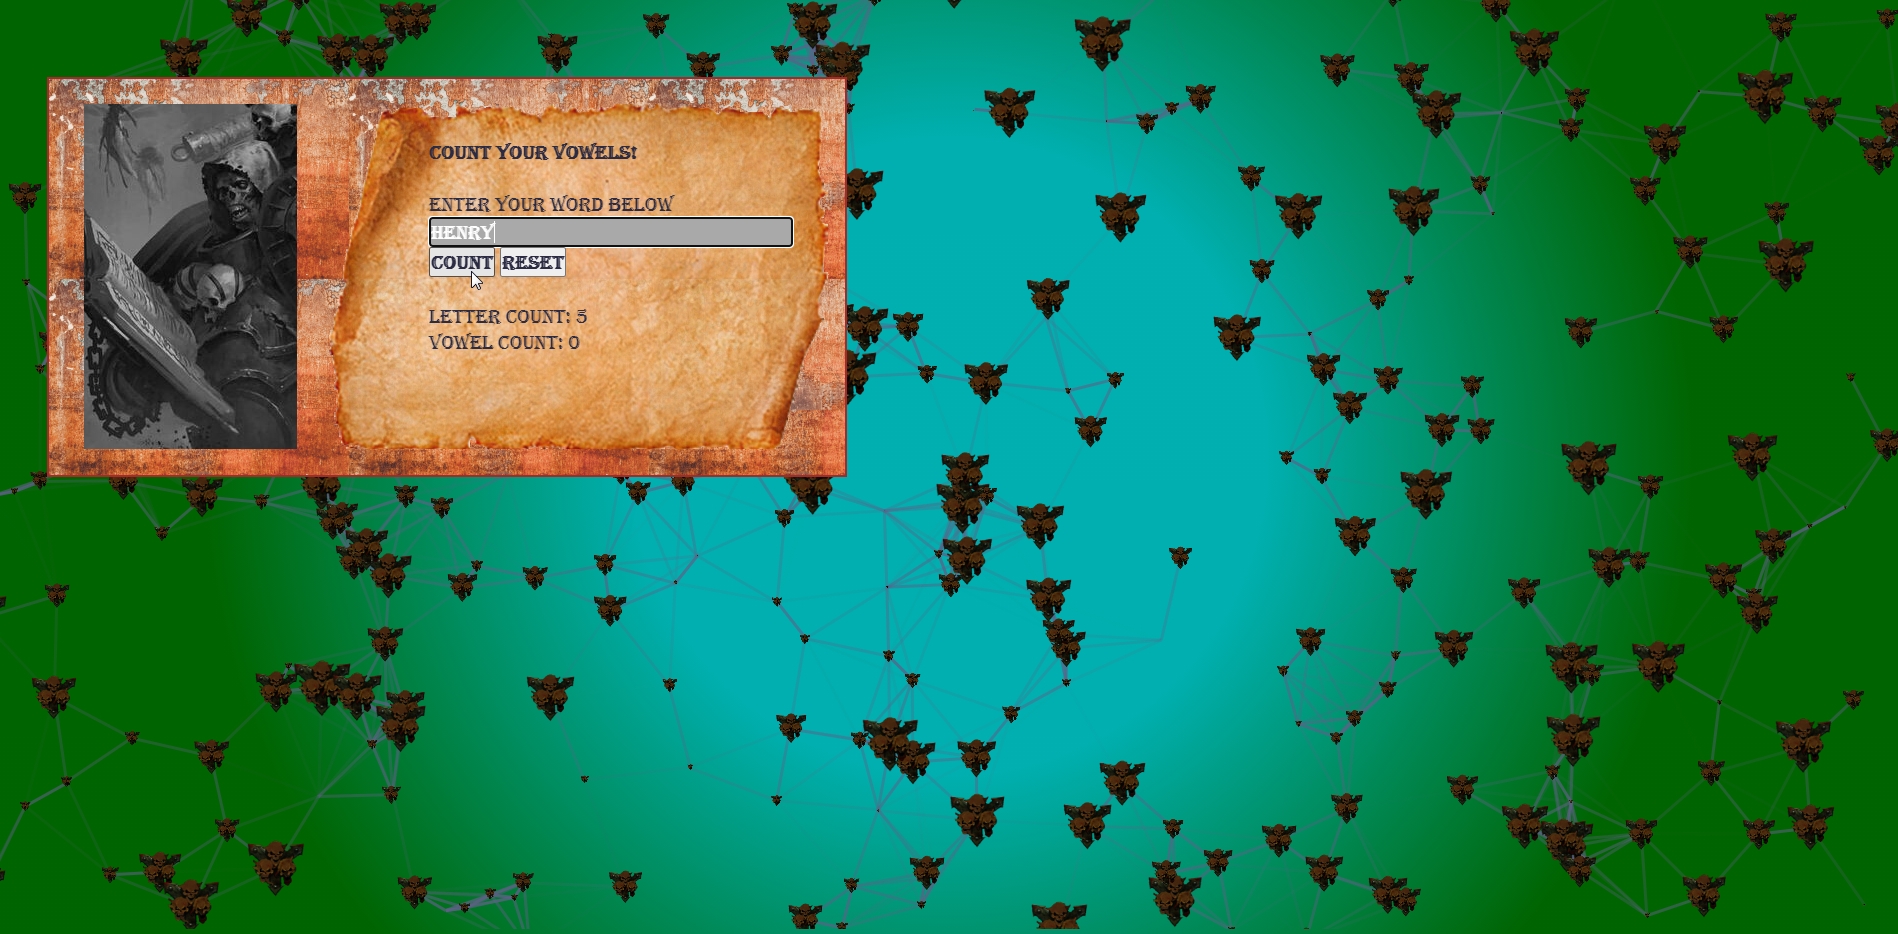 COUNT YOUR VOWELS!
ENTER YOUR WORD BELOW
HENRY
COUNT RESET
LETTER COUNT: 5
VOWEL COUNT: 0